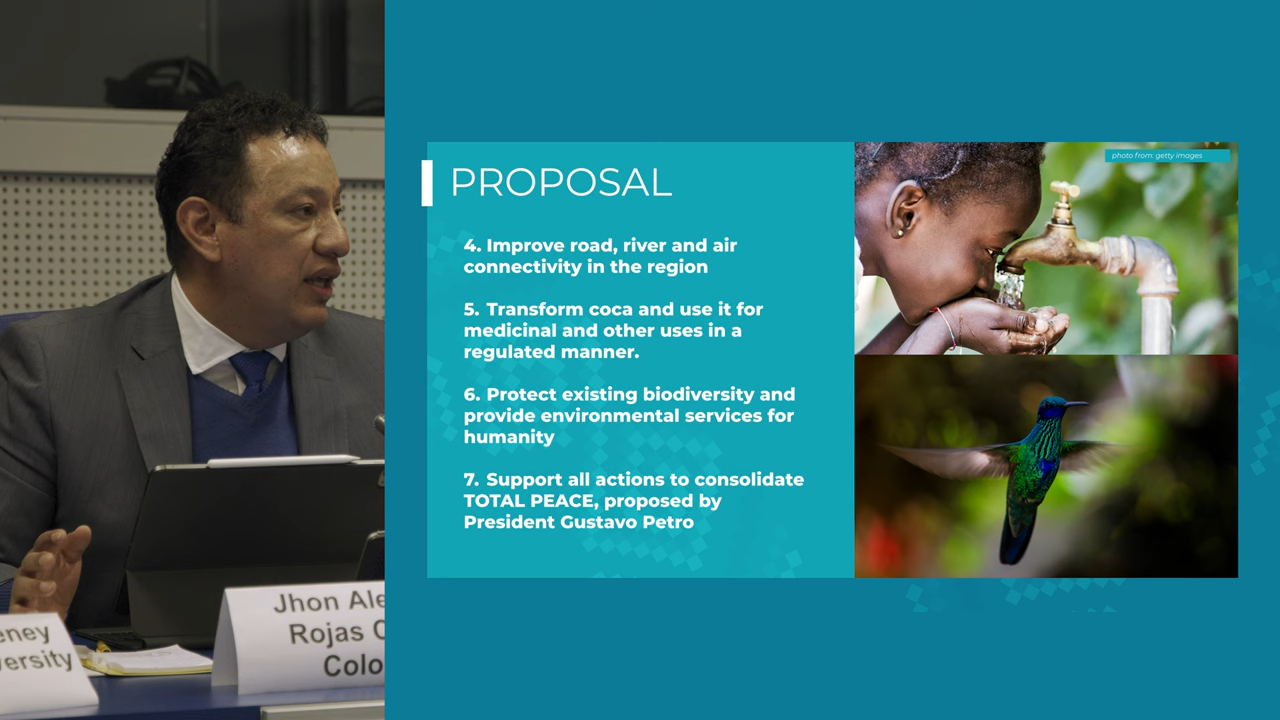 PROPOSAL
photo from: getty images
4. Improve road, river and air
connectivity in the region
5. Transform coca and use it for
medicinal and other uses in a
regulated manner.
6. Protect existing biodiversity and
provide environmental services for
humanity
7. Support all actions to consolidate
TOTAL PEACE, proposed by
President Gustavo Petro
Jhon Ale
Rojas C
Colo
eney
versity